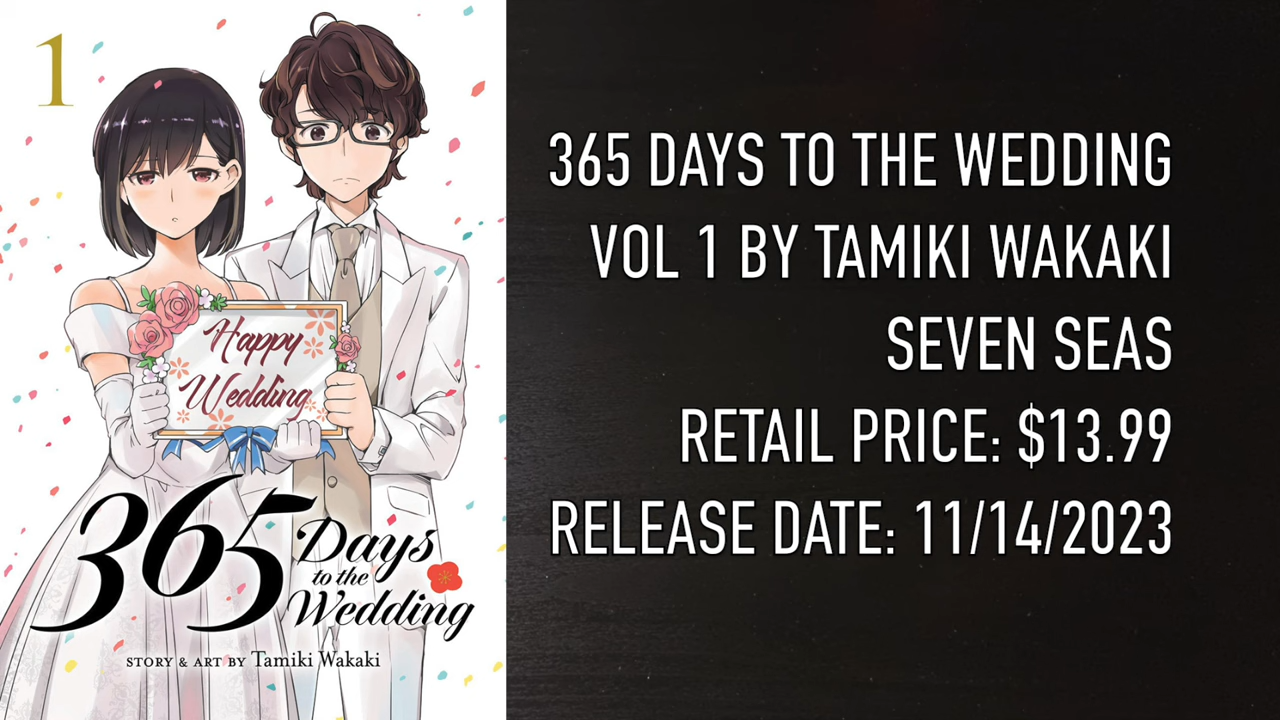 1
Happy
Wedding
365 Days
to the
Wedding
STORY & ART BY Tamiki Wakaki
365 DAYS TO THE WEDDING
VOL 1 BY TAMIKI WAKAKI
SEVEN SEAS
RETAIL PRICE: $13.99
RELEASE DATE: 11/14/2023